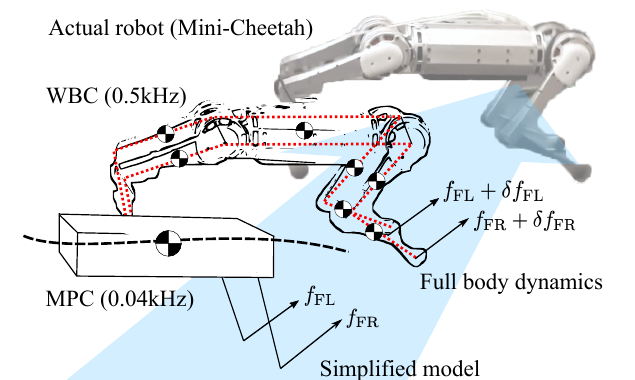 Actual robot (Mini-Cheetah)
WBC (0.5kHz)
f_FL + δf_FL
f_FR + δf_FR
Full body dynamics
MPC (0.04kHz)
f_FL
f_FR
Simplified model